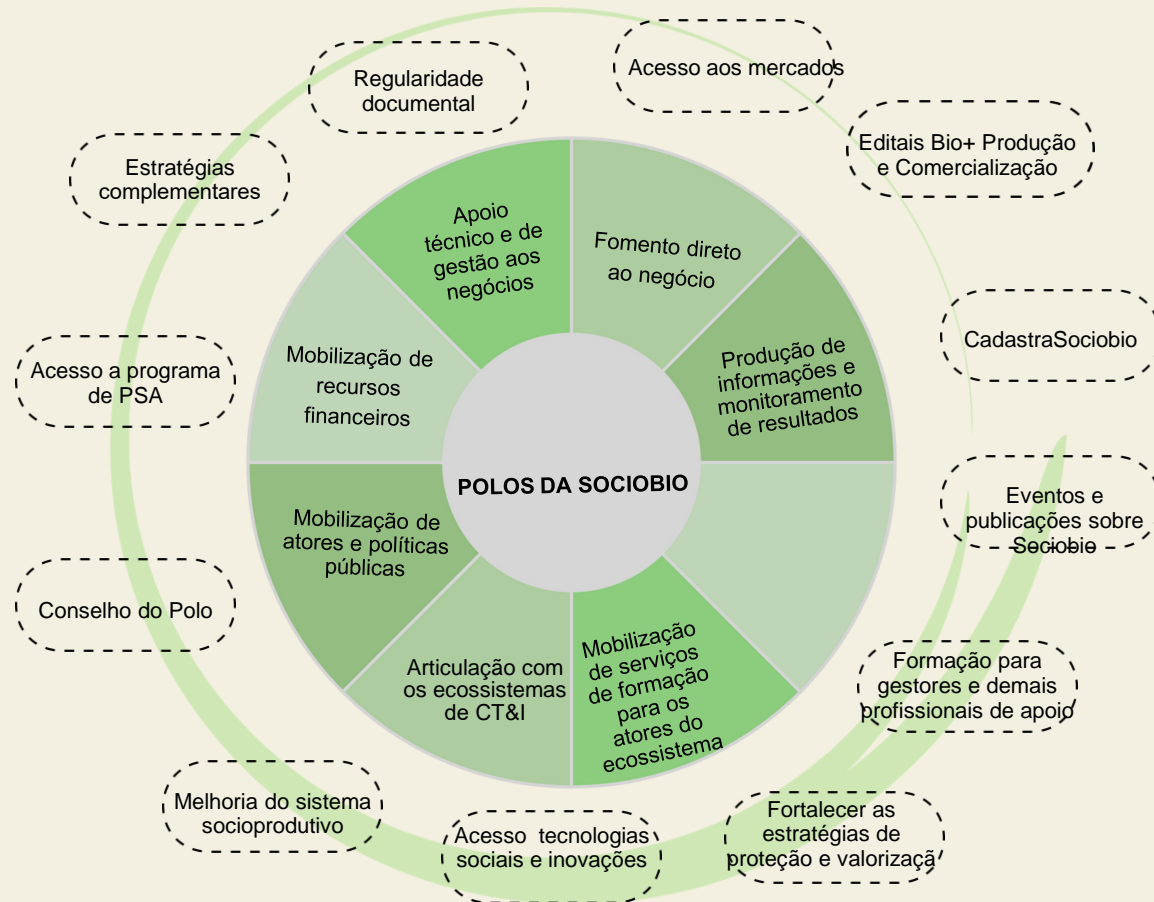 Regularidade
documental
Acesso aos mercados
Estratégias
complementares
Editais Bio+ Produção
e Comercialização
Apoio
técnico e de
gestão aos
negócios
Fomento direto
ao negócio
Mobilização de
recursos
financeiros
Produção de
informações e
monitoramento
de resultados
CadastraSociobio
Acesso a programa
de PSA
POLOS DA SOCIOBIO
Eventos e
publicações sobre
Sociobio
Mobilização de
atores e políticas
públicas
Conselho do Polo
Articulação com
os ecossistemas
de CT&I
Mobilização
de serviços
de formação
para os
atores do
ecossistema
Formação para
gestores e demais
profissionais de apoio
Melhoria do sistema
socioprodutivo
Acesso  tecnologias
sociais e inovações
Fortalecer as
estratégias de
proteção e valorizaçã